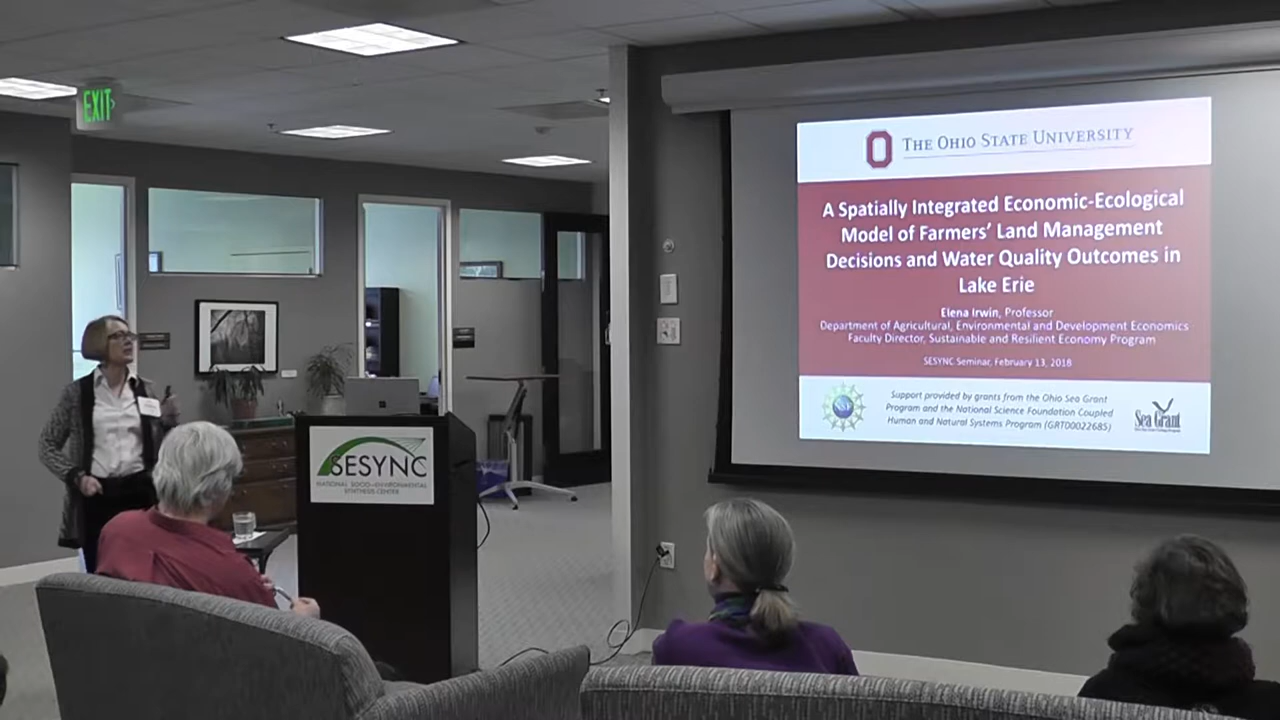 EXIT
THE OHIO STATE UNIVERSITY
A Spatially Integrated Economic-Ecological
Model of Farmers' Land Management
Decisions and Water Quality Outcomes in
Lake Erie
Elena Irwin, Professor
Department of Agricultural, Environmental and Development Economics
Faculty Director, Sustainable and Resilient Economy Program
SESYNC Seminar, February 13, 2018
NSF
Support provided by grants from the Ohio Sea Grant
Program and the National Science Foundation Coupled
Human and Natural Systems Program (GRT00022685)
Sea Grant
SESYNC
NATIONAL SOCIO-ENVIRONMENTAL
SYNTHESIS CENTER